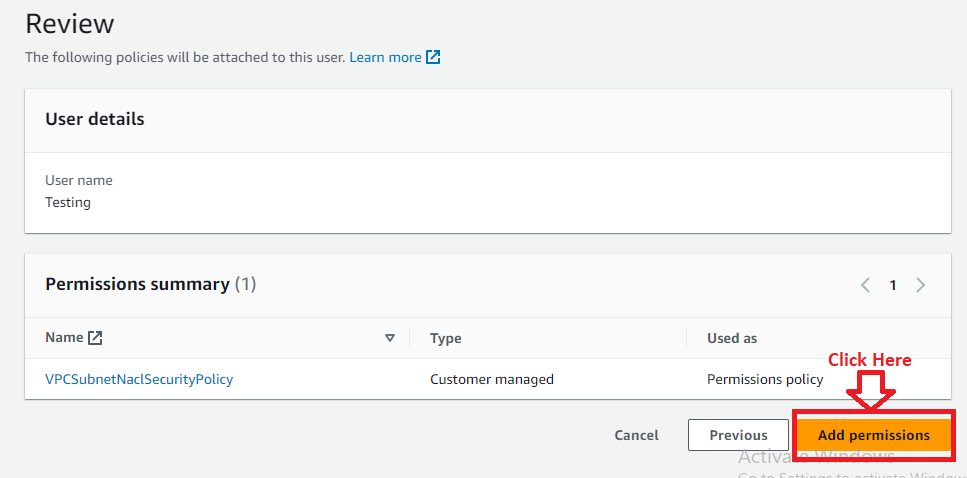 Review
The following policies will be attached to this user. Learn more
User details
User name
Testing
Permissions summary (1)
1
Name Type Used as
Click Here
VPCSubnetNaclSecurityPolicy Customer managed Permissions policy
Cancel Previous Add permissions
Activate Windows
Go to Settings to activate Windows